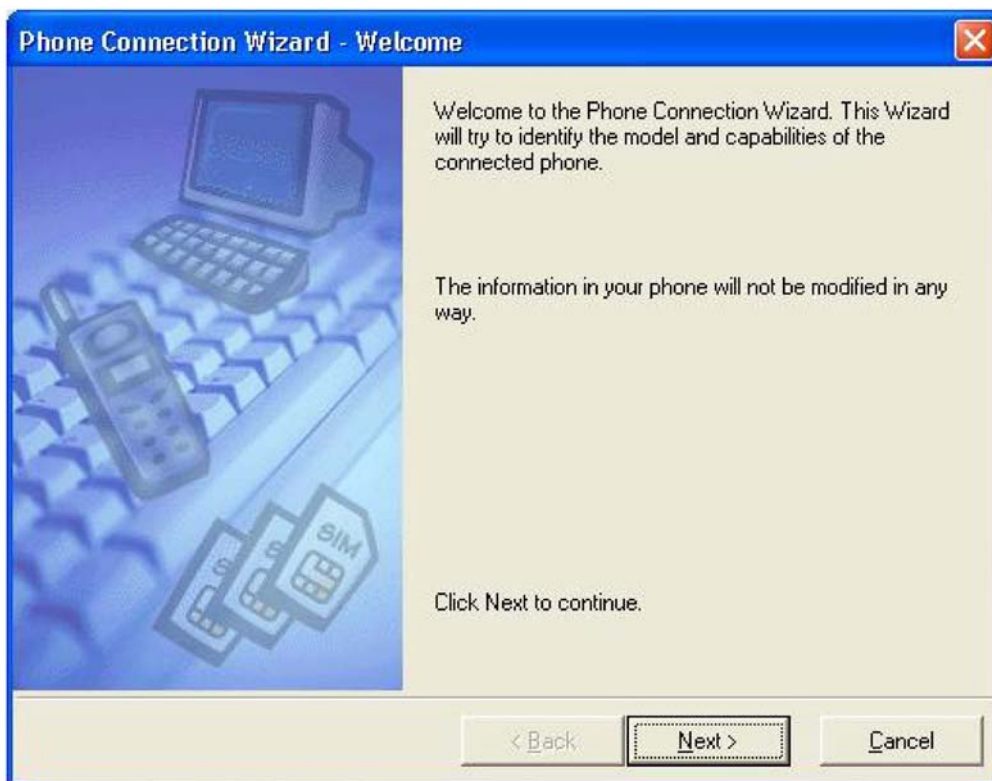 Phone Connection Wizard - Welcome
Welcome to the Phone Connection Wizard. This Wizard
will try to identify the model and capabilities of the
connected phone.
The information in your phone will not be modified in any
way.
SIM
S
S
Click Next to continue.
< Back
Next >
Cancel